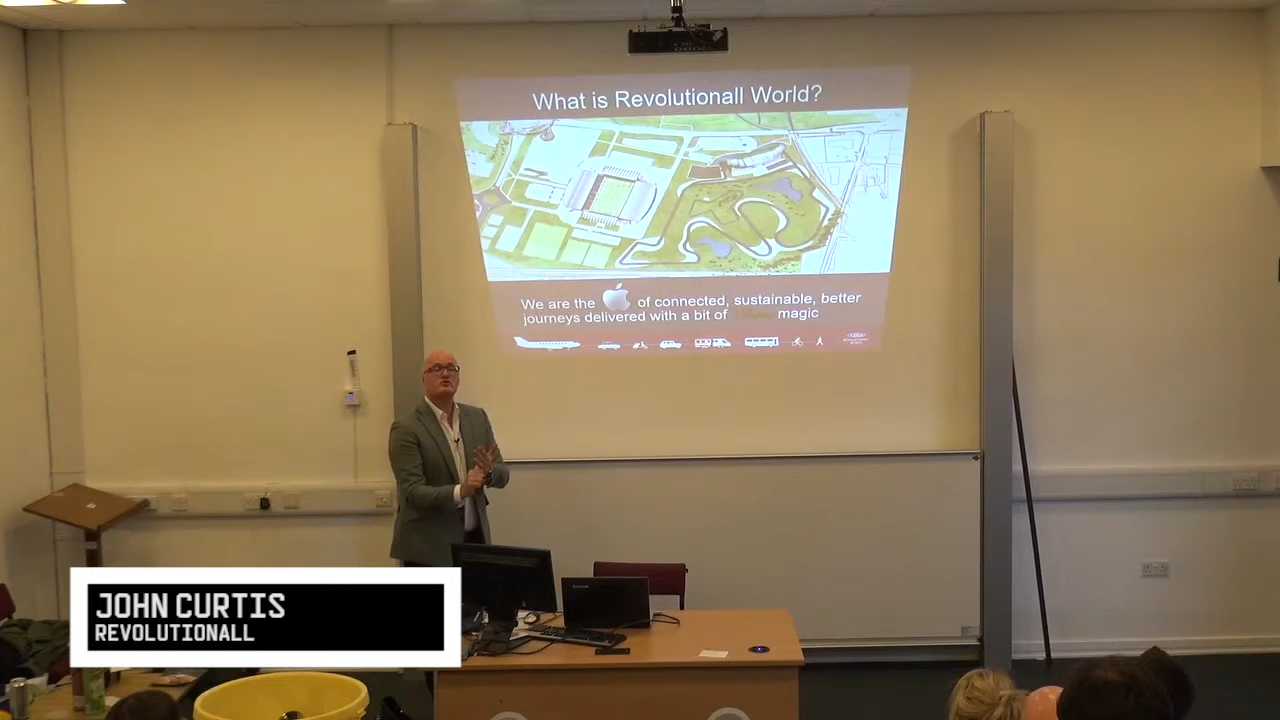 What is Revolutionall World?
We are the of connected, sustainable, better
journeys delivered with a bit of magic
JOHN CURTIS
REVOLUTIONALL